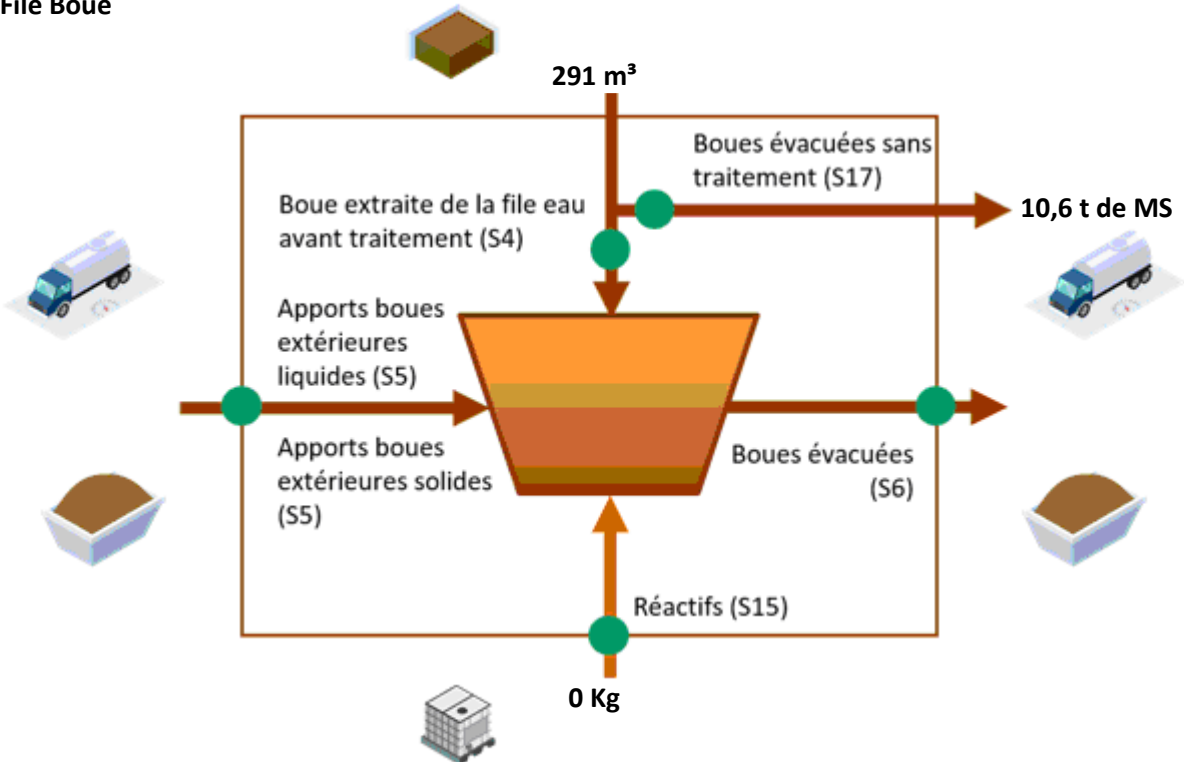 File Boue
291 m³
Boues évacuées sans
traitement (S17)
Boue extraite de la file eau
avant traitement (S4)
10,6 t de MS
Apports boues
extérieures
liquides (S5)
Apports boues
extérieures solides
(S5)
Boues évacuées
(S6)
Réactifs (S15)
0 Kg